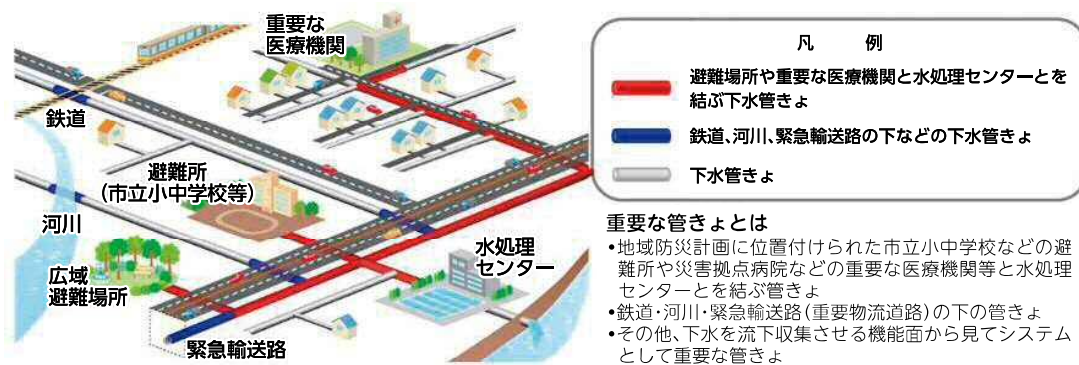 重要な
医療機関
鉄道
避難所
(市立小中学校等)
河川
広域
避難場所
水処理
センター
緊急輸送路
凡　例
避難場所や重要な医療機関と水処理センターとを
結ぶ下水管きょ
鉄道、河川、緊急輸送路の下などの下水管きょ
下水管きょ
重要な管きょとは
•地域防災計画に位置付けられた市立小中学校などの避
難所や災害拠点病院などの重要な医療機関等と水処理
センターとを結ぶ管きょ
•鉄道・河川・緊急輸送路(重要物流道路)の下の管きょ
•その他、下水を流下収集させる機能面から見てシステム
として重要な管きょ